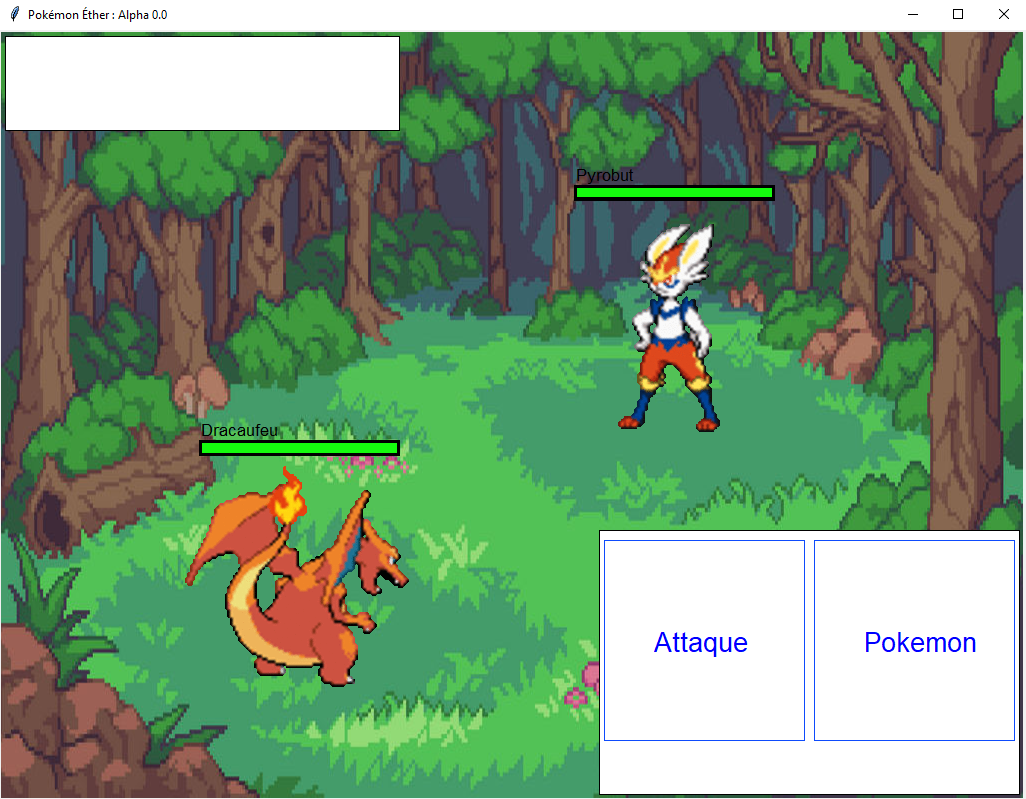 Pokémon Éther : Alpha 0.0
Pyrobut
Dracaufeu
Attaque
Pokemon